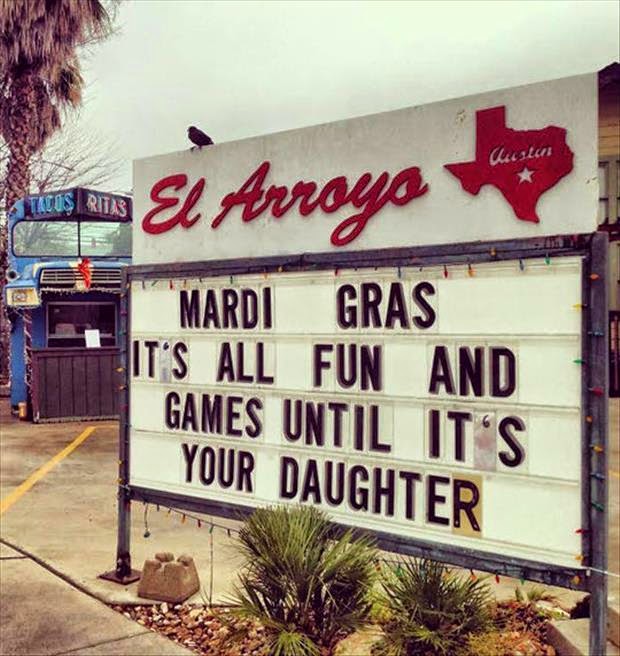 TACOS RITAS
El Arroyo
Austin
MARDI GRAS
IT'S ALL FUN AND
GAMES UNTIL IT'S
YOUR DAUGHTER